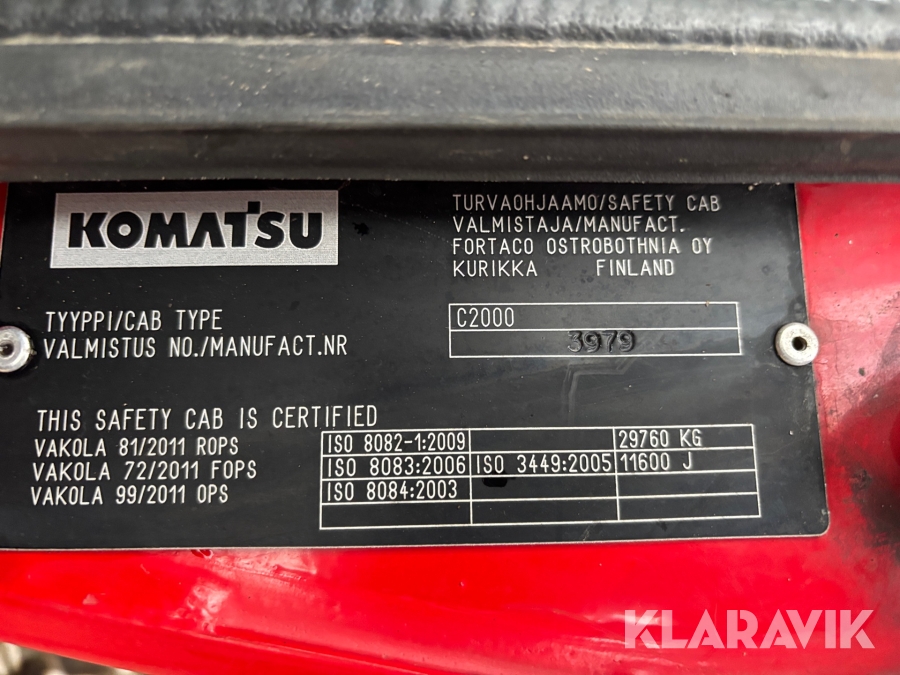 KOMATSU
TURVAOHJAAMO/SAFETY CAB
VALMISTAJA/MANUFACT.
FORTACO OSTROBOTHNIA OY
KURIKKA FINLAND
TYYPPI/CAB TYPE C2000
VALMISTUS NO./MANUFACT.NR 3979
THIS SAFETY CAB IS CERTIFIED
VAKOLA 81/2011 ROPS ISO 8082-1:2009 29760 KG
VAKOLA 72/2011 FOPS ISO 8083:2006 ISO 3449:2005 11600 J
VAKOLA 99/2011 OPS ISO 8084:2003
KLARAVIK